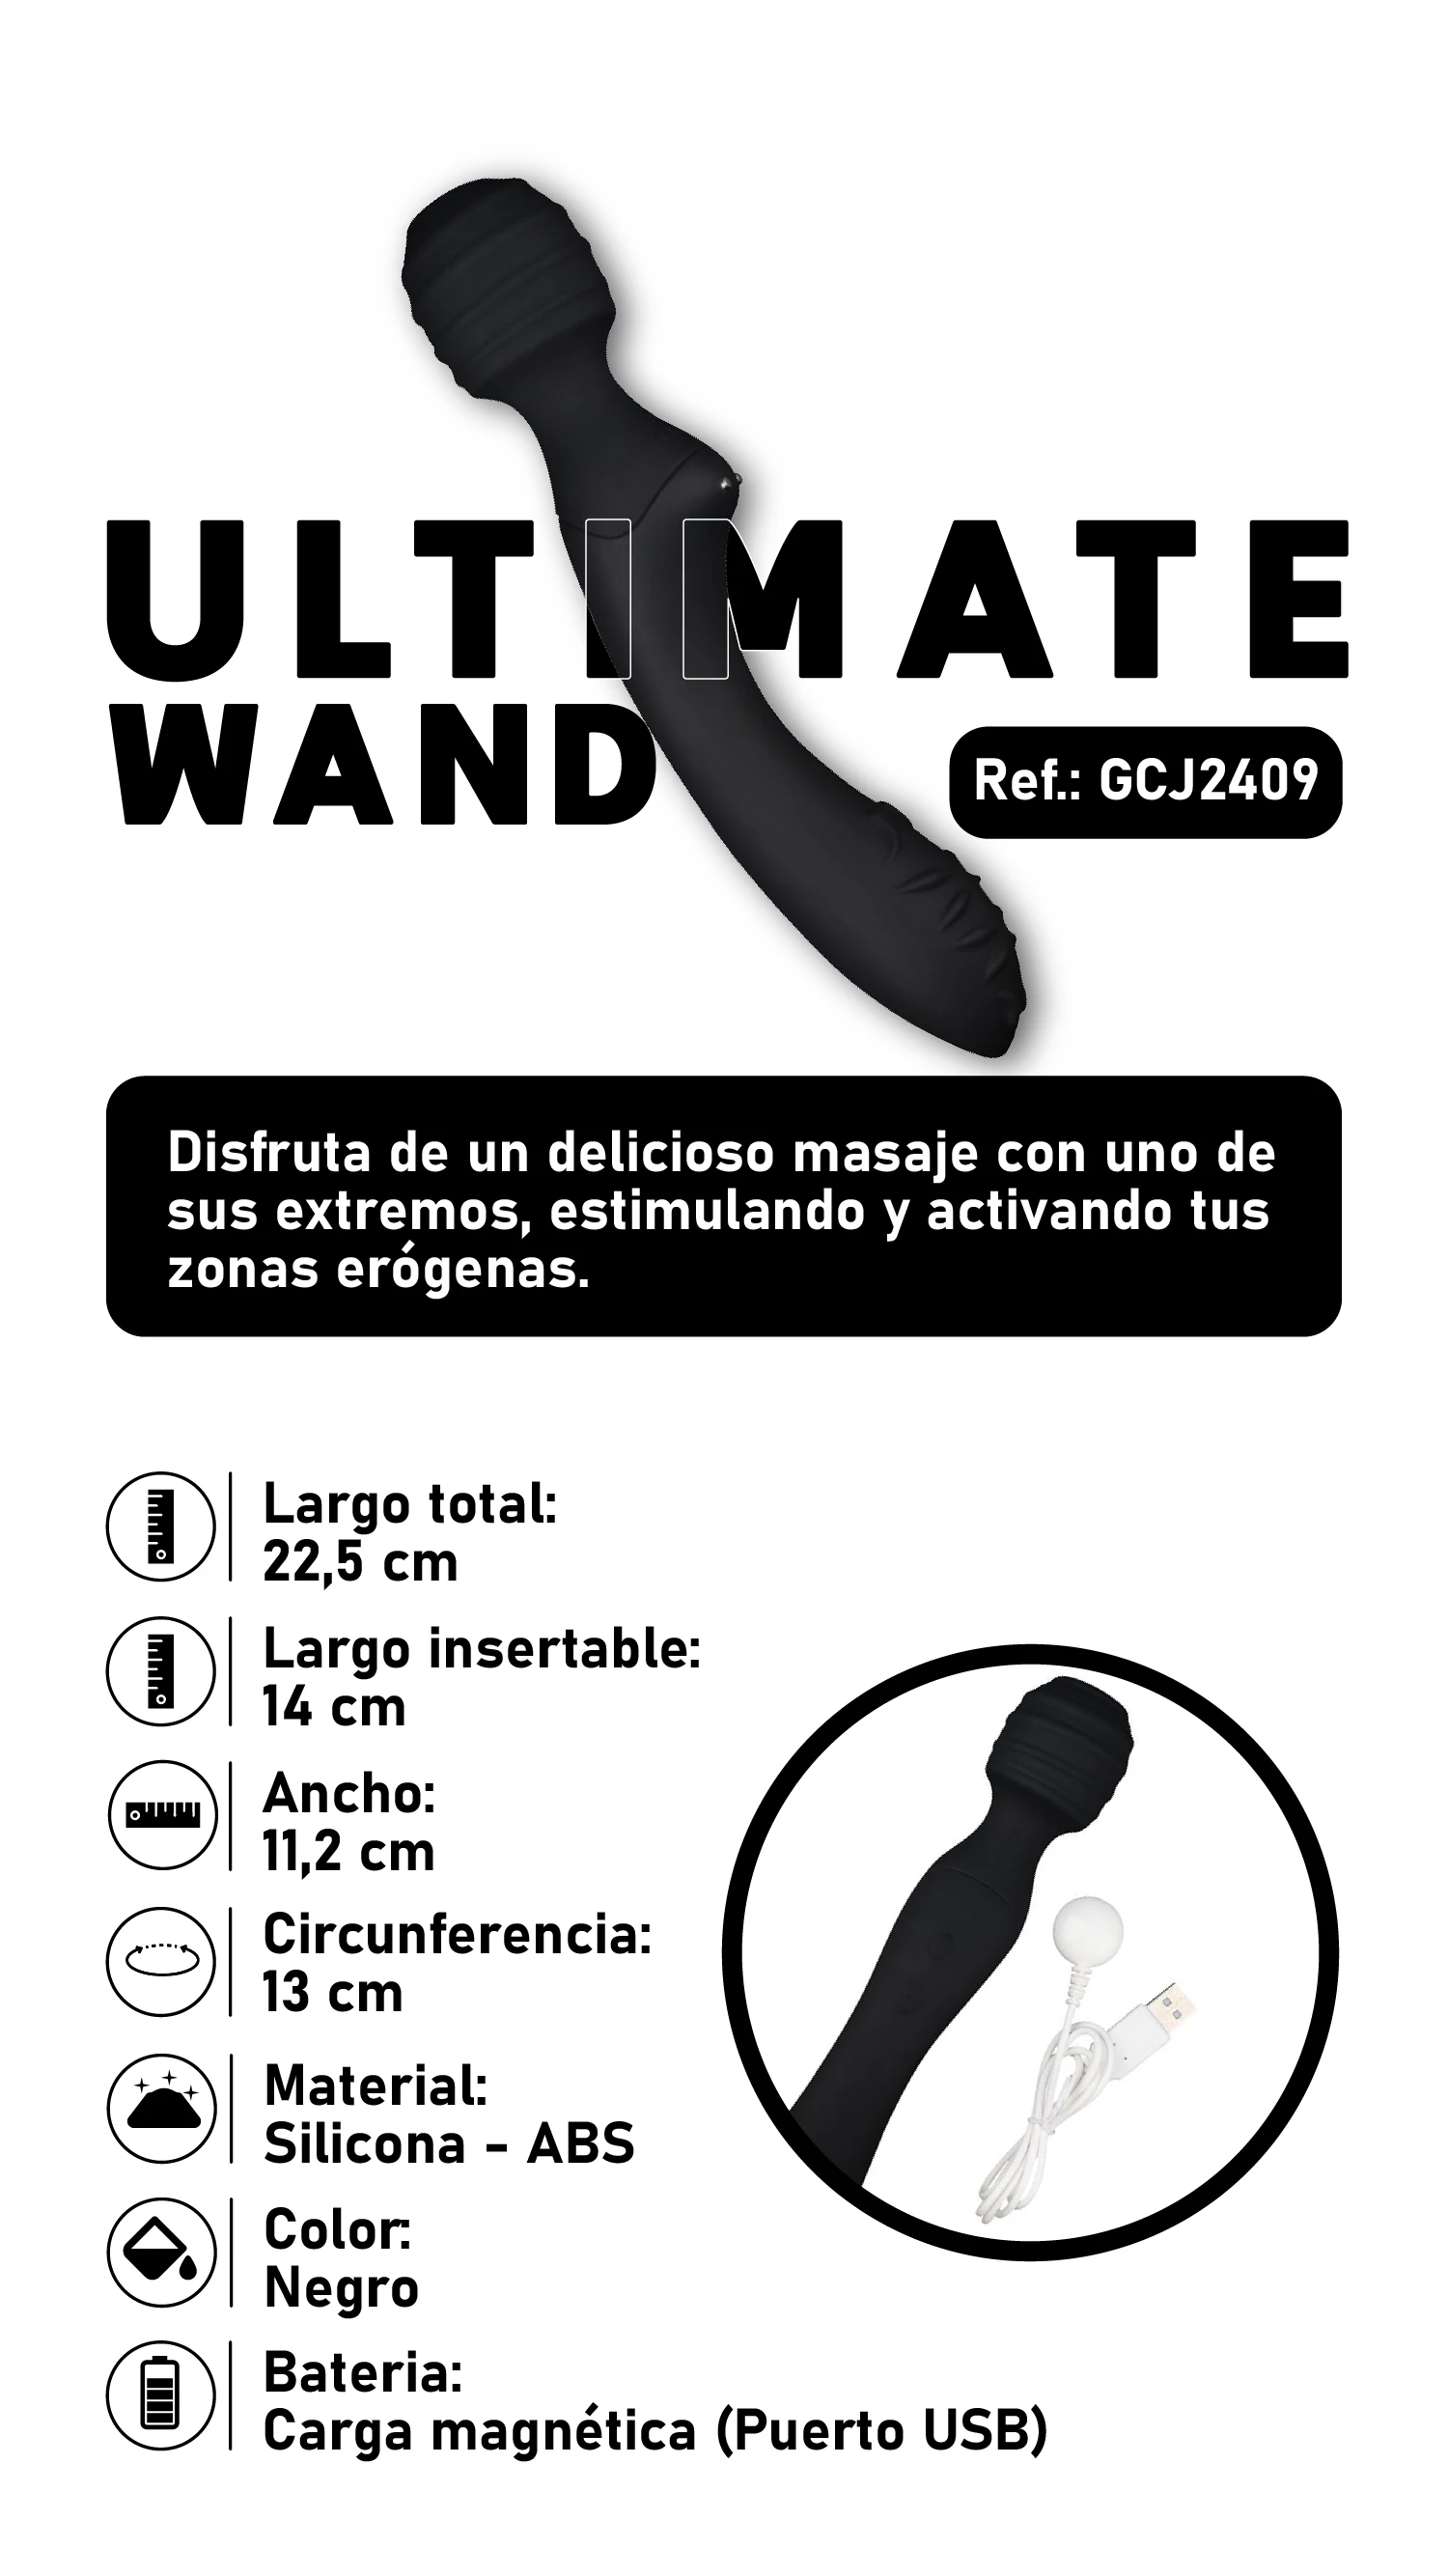 ULTIMATE
WAND
Ref.: GCJ2409
Disfruta de un delicioso masaje con uno de
sus extremos, estimulando y activando tus
zonas erógenas.
Largo total:
22,5 cm
Largo insertable:
14 cm
Ancho:
11,2 cm
Circunferencia:
13 cm
Material:
Silicona - ABS
Color:
Negro
Bateria:
Carga magnética (Puerto USB)